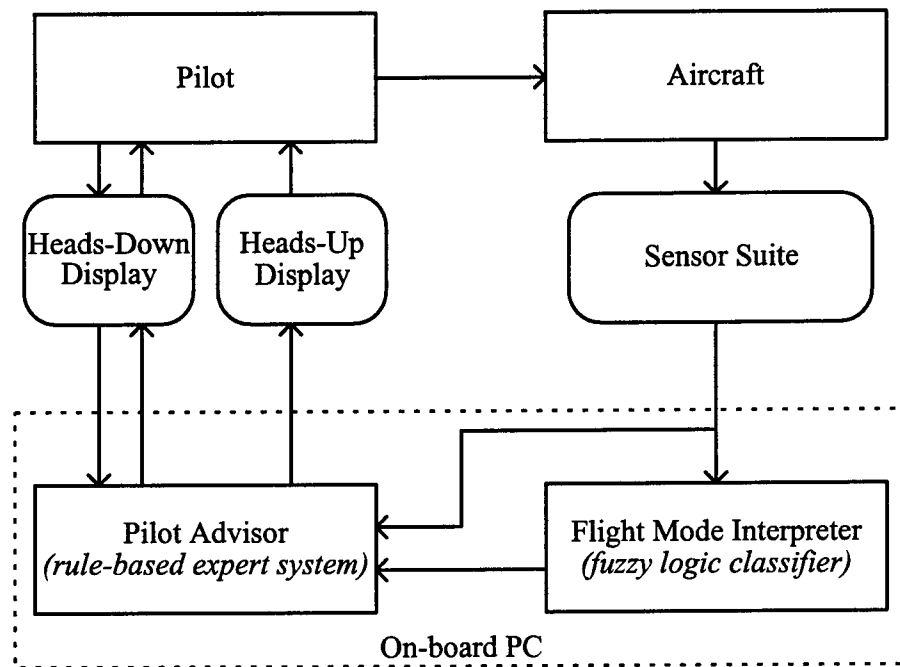 Pilot
Aircraft
Heads-Down
Display
Heads-Up
Display
Sensor Suite
Pilot Advisor
(rule-based expert system)
Flight Mode Interpreter
(fuzzy logic classifier)
On-board PC